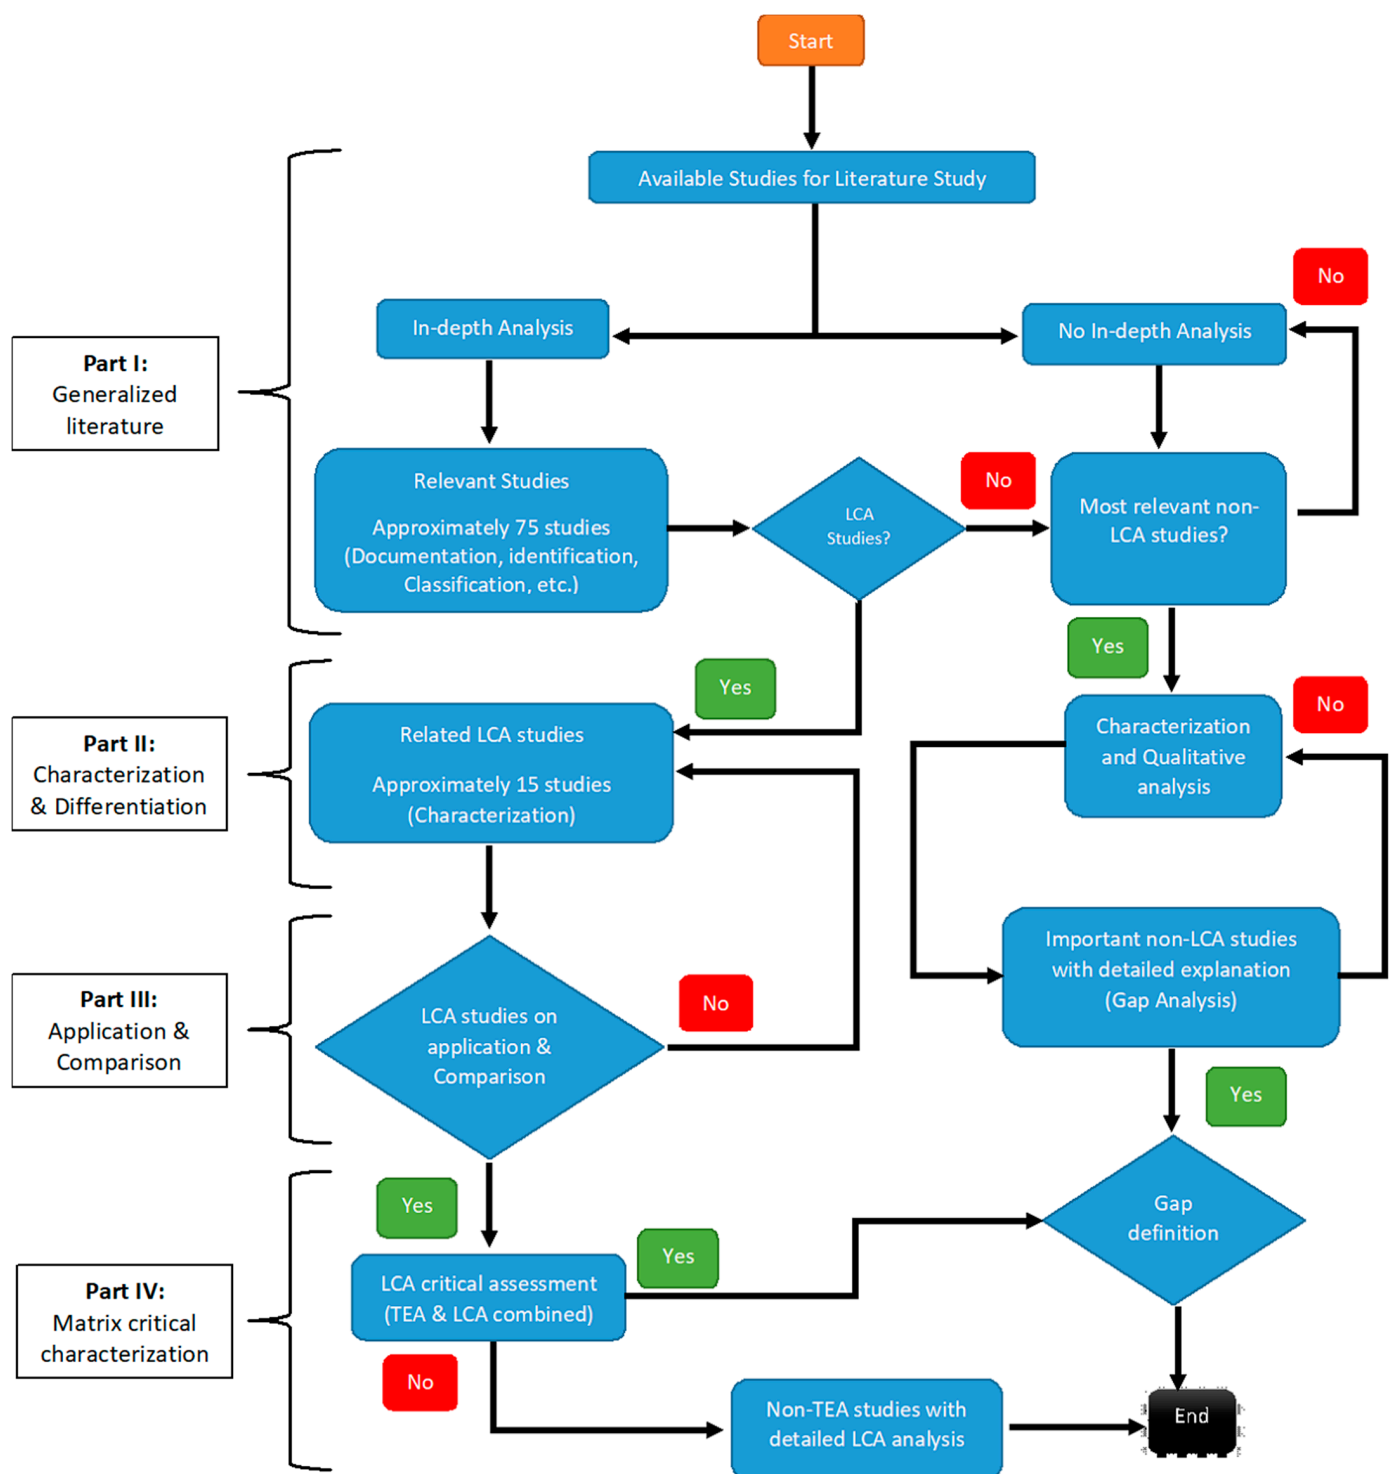 Start
Available Studies for Literature Study
No
In-depth Analysis
No In-depth Analysis
Part I:
Generalized
literature
Relevant Studies
Approximately 75 studies
(Documentation, identification,
Classification, etc.)
LCA
Studies?
No
Most relevant non-
LCA studies?
Yes
Yes
No
Part II:
Characterization
& Differentiation
Related LCA studies
Approximately 15 studies
(Characterization)
Characterization
and Qualitative
analysis
Important non-LCA studies
with detailed explanation
(Gap Analysis)
Part III:
Application &
Comparison
LCA studies on
application &
Comparison
No
Yes
Yes
Yes
Gap
definition
Part IV:
Matrix critical
characterization
LCA critical assessment
(TEA & LCA combined)
No
Non-TEA studies with
detailed LCA analysis
End